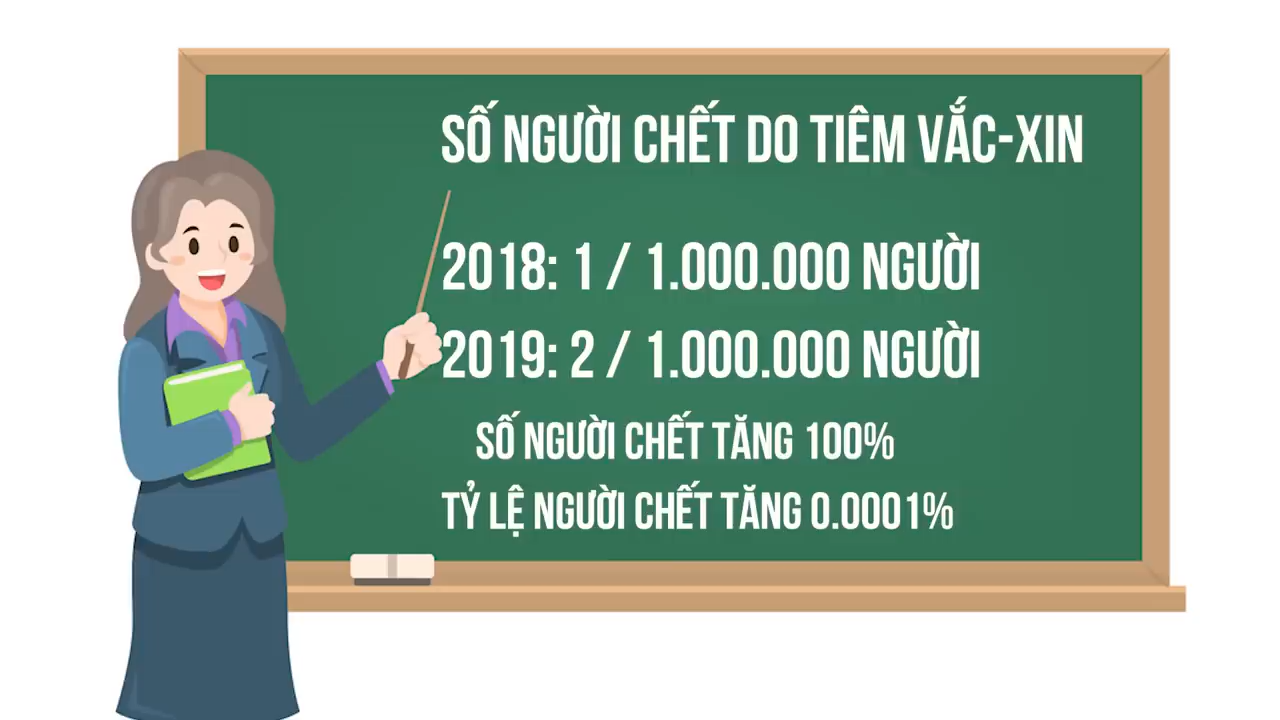 SỐ NGƯỜI CHẾT DO TIÊM VẮC-XIN
2018: 1 / 1.000.000 NGƯỜI
2019: 2 / 1.000.000 NGƯỜI
SỐ NGƯỜI CHẾT TĂNG 100%
TỶ LỆ NGƯỜI CHẾT TĂNG 0.0001%